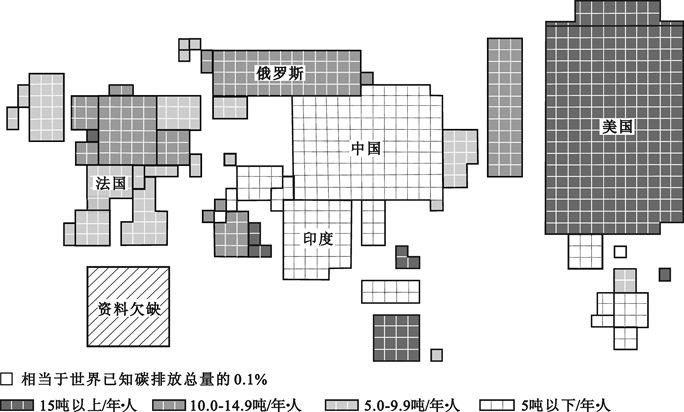 俄罗斯
美国
中国
法国
印度
资料欠缺
相当于世界已知碳排放总量的0.1%
15吨以上/年·人 10.0-14.9吨/年·人 5.0-9.9吨/年·人 5吨以下/年·人